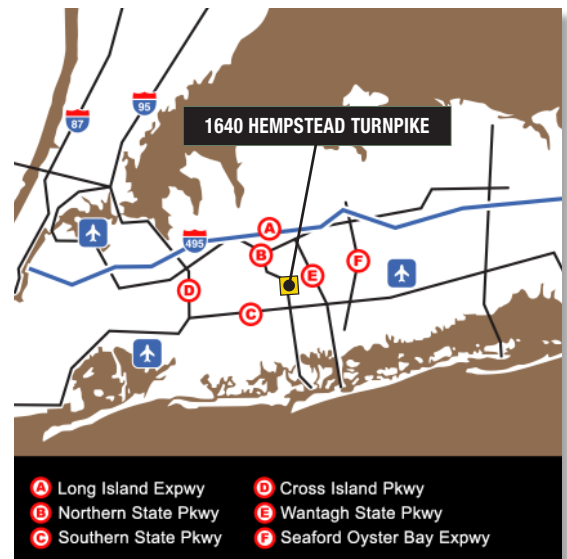 95
87
1640 HEMPSTEAD TURNPIKE
A
495
B
F
E
D
C
A Long Island Expwy
B Northern State Pkwy
C Southern State Pkwy
D Cross Island Pkwy
E Wantagh State Pkwy
F Seaford Oyster Bay Expwy